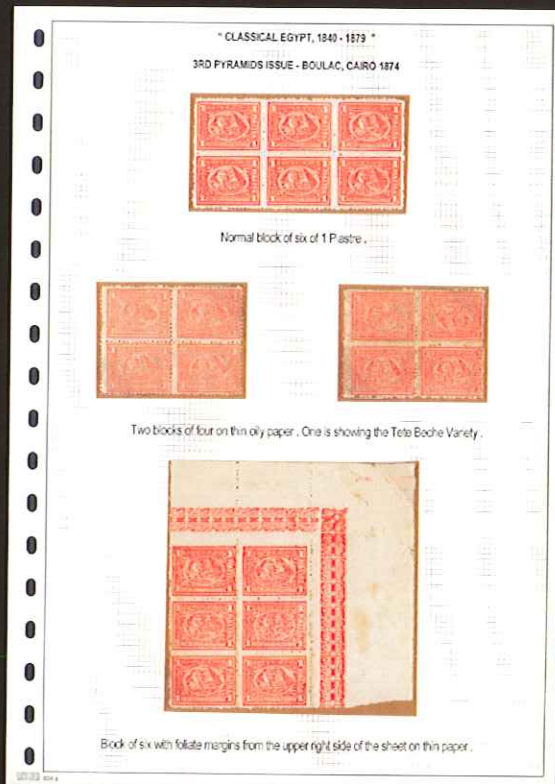 " CLASSICAL EGYPT, 1840 - 1879 "
3RD PYRAMIDS ISSUE - BOULAC, CAIRO 1874
Normal block of six of 1 Piastre .
Two blocks of four on thin oily paper . One is showing the Tete Beche Variety .
Block of six with foliate margins from the upper right side of the sheet on thin paper .